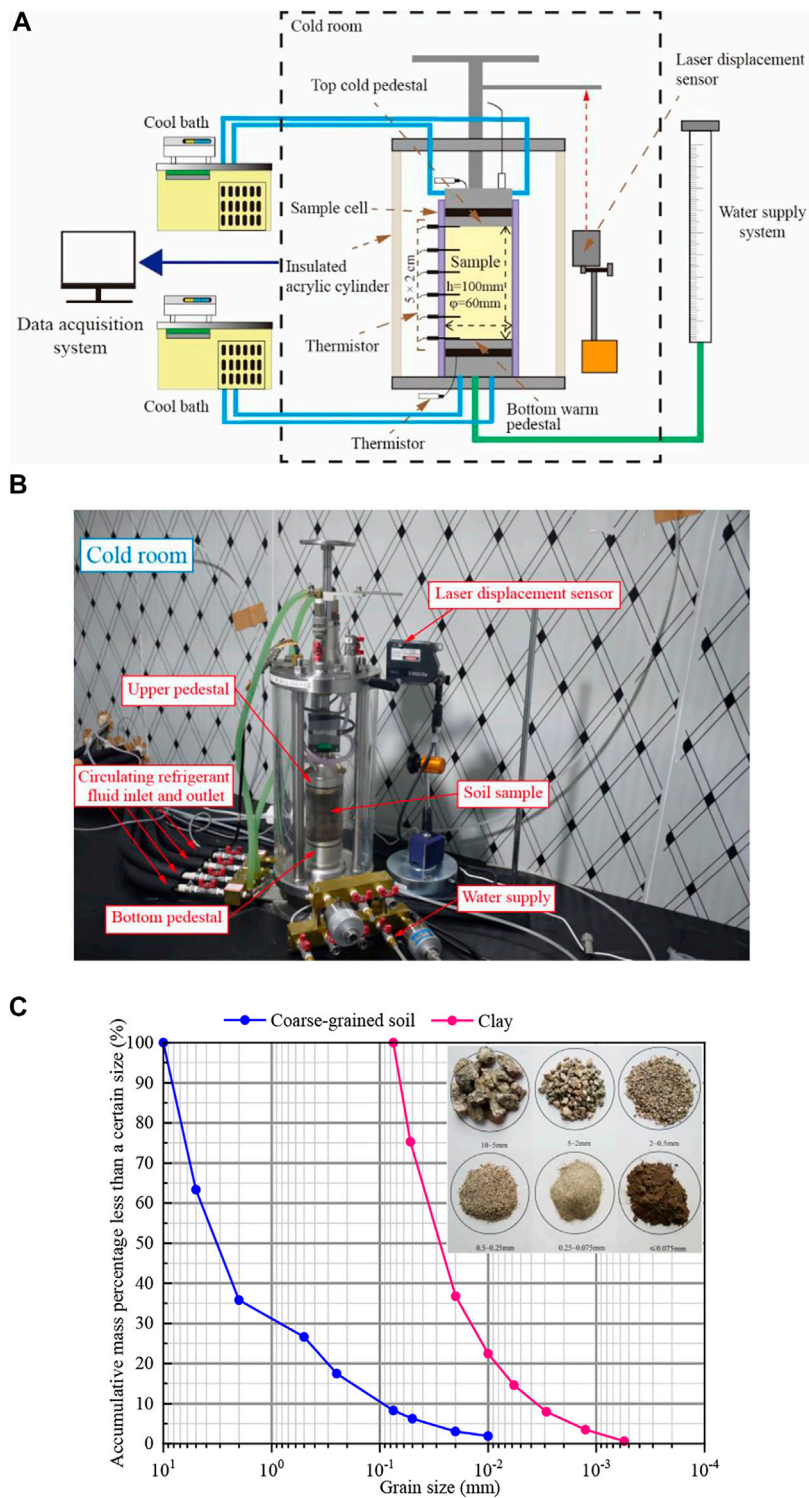 A
Cold room
Top cold pedestal
Laser displacement
sensor
Cool bath
Sample cell
Water supply
system
Insulated
acrylic cylinder
5 × 2 cm
Sample
h=100mm
φ=60mm
Data acquisition
system
Thermistor
Cool bath
Bottom warm
pedestal
Thermistor
B
Cold room
Laser displacement sensor
Upper pedestal
Circulating refrigerant
fluid inlet and outlet
Soil sample
Bottom pedestal
Water supply
C
Coarse-grained soil
Clay
Accumulative mass percentage less than a certain size (%)
100
90
80
70
60
50
40
30
20
10
0
10~5mm
5~2mm
2~0.5mm
0.5~0.25mm
0.25~0.075mm
≤0.075mm
10¹
10⁰
10⁻¹
10⁻²
10⁻³
10⁻⁴
Grain size (mm)